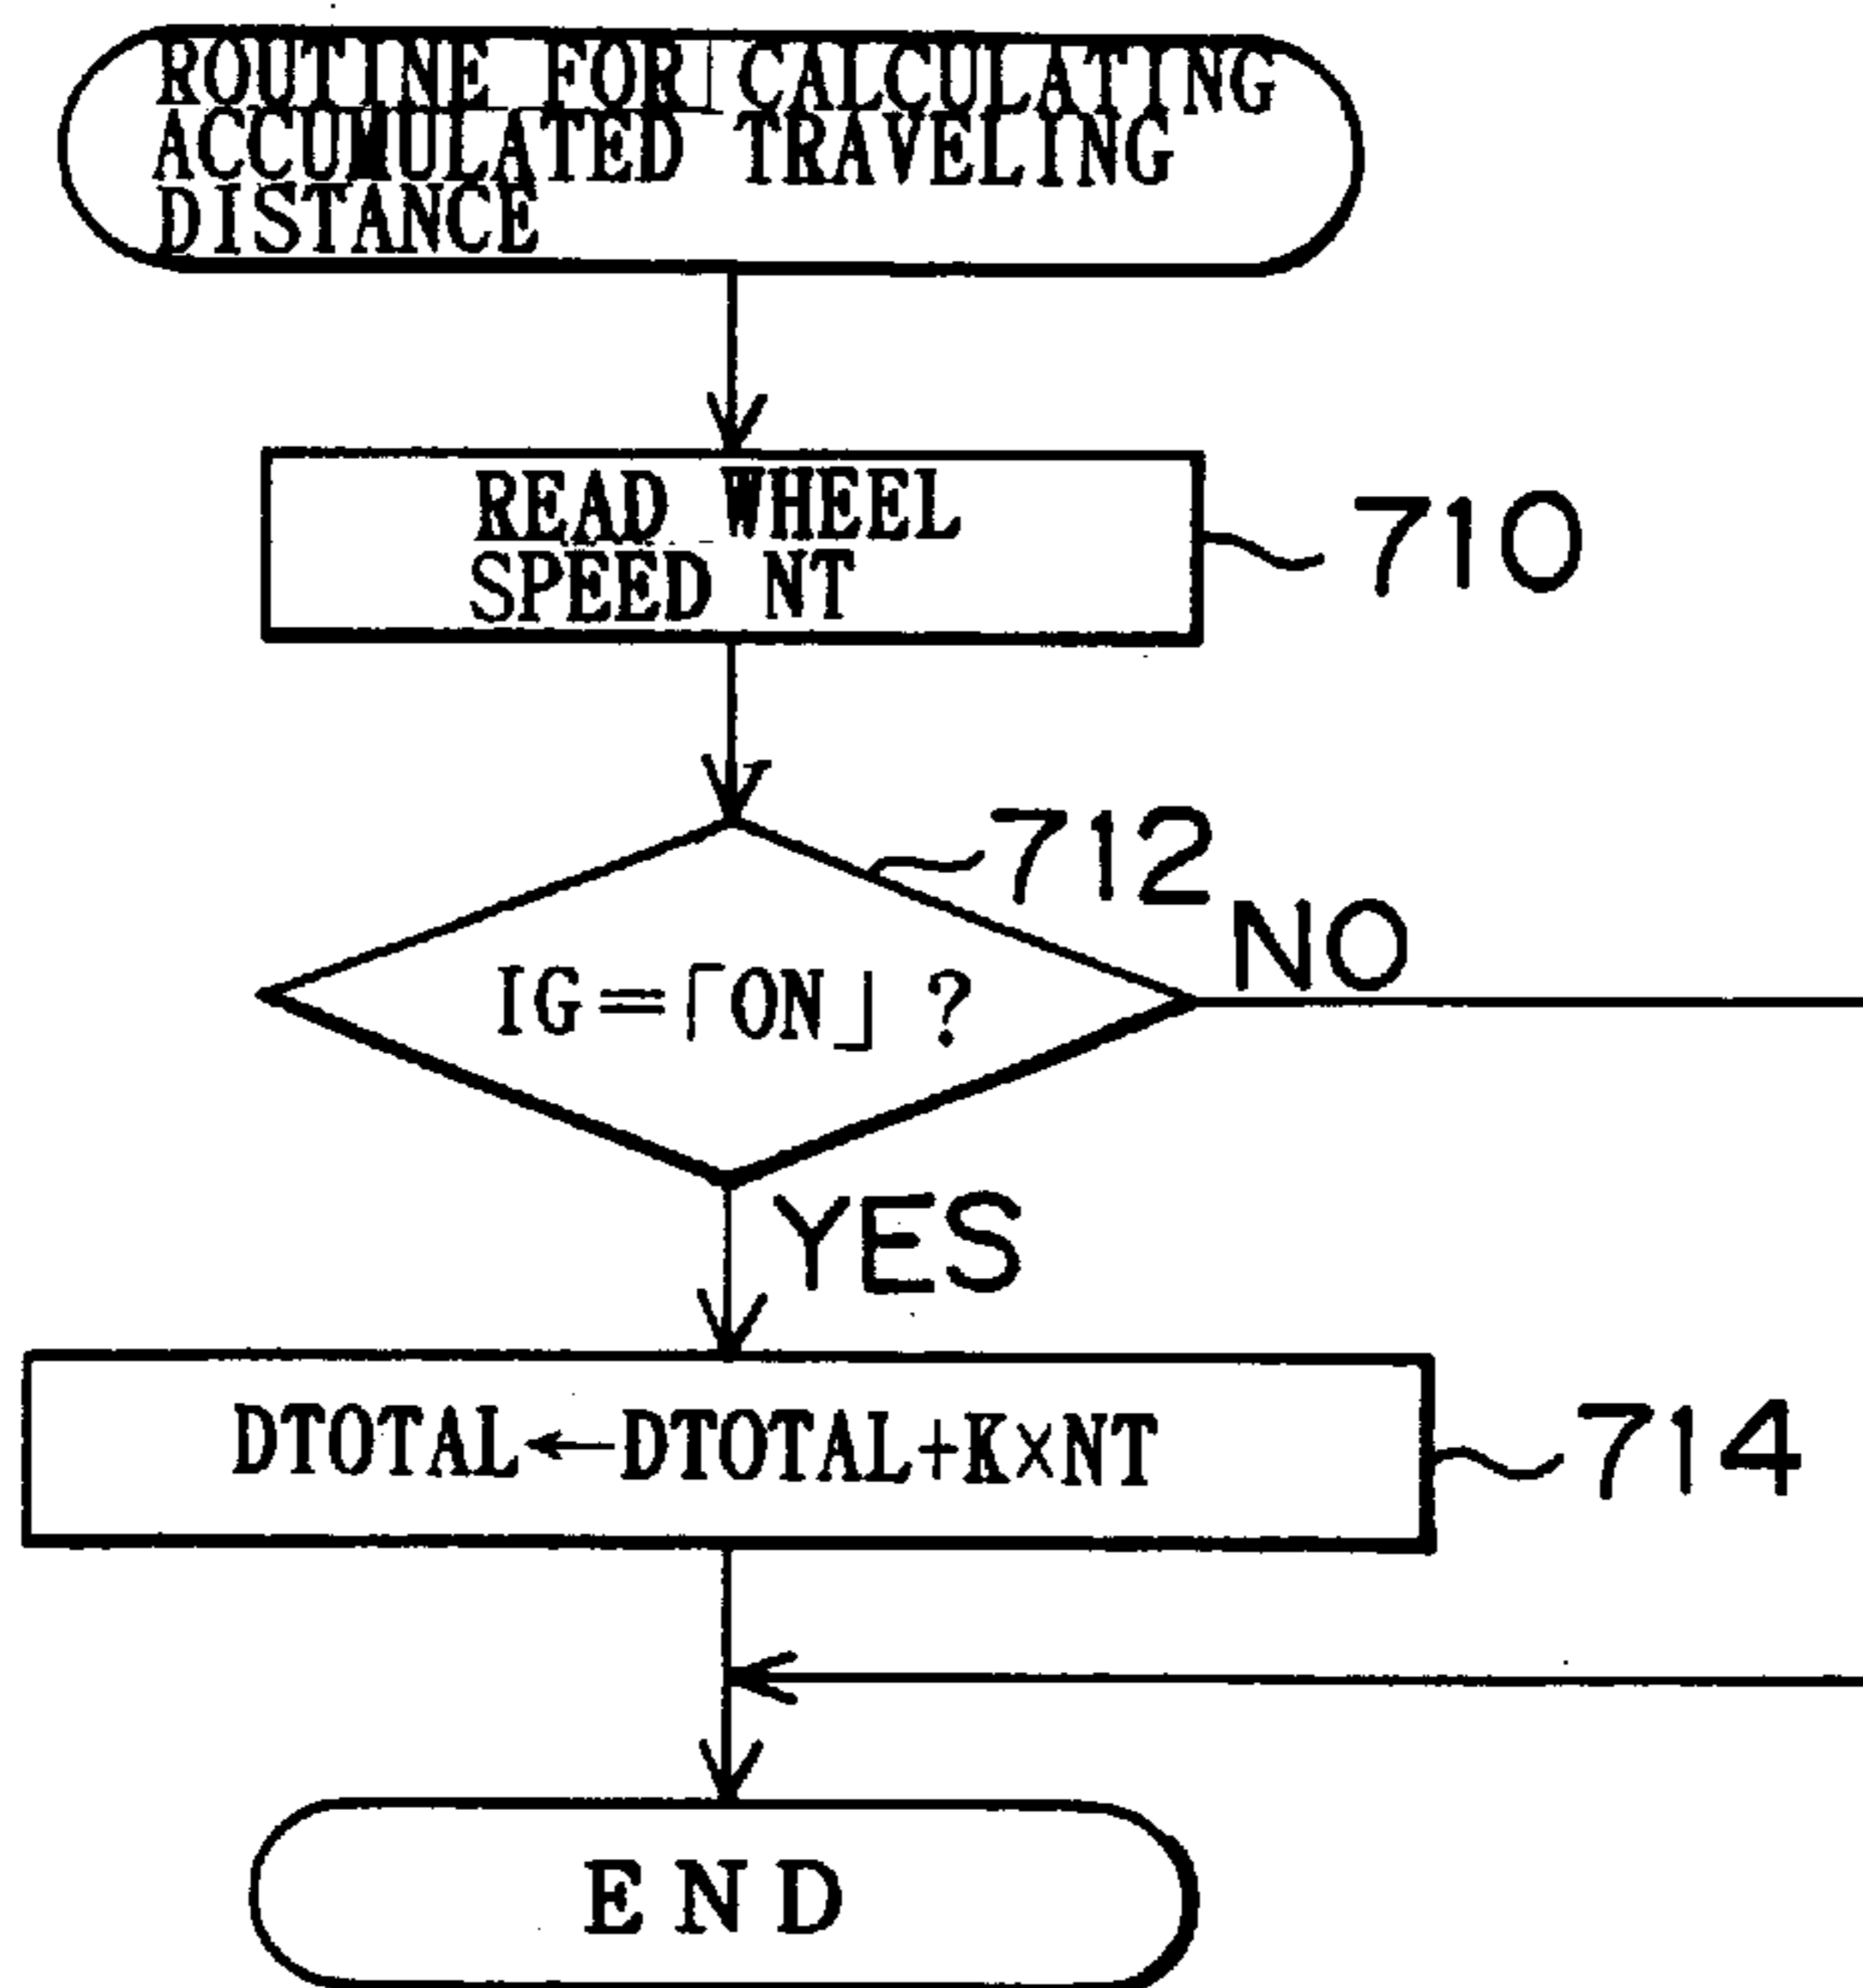 ROUTINE FOR CALCULATING
ACCUMULATED TRAVELING
DISTANCE
READ WHEEL
SPEED NT
710
712
NO
IG=「ON」?
YES
DTOTAL←DTOTAL+K×NT
714
END